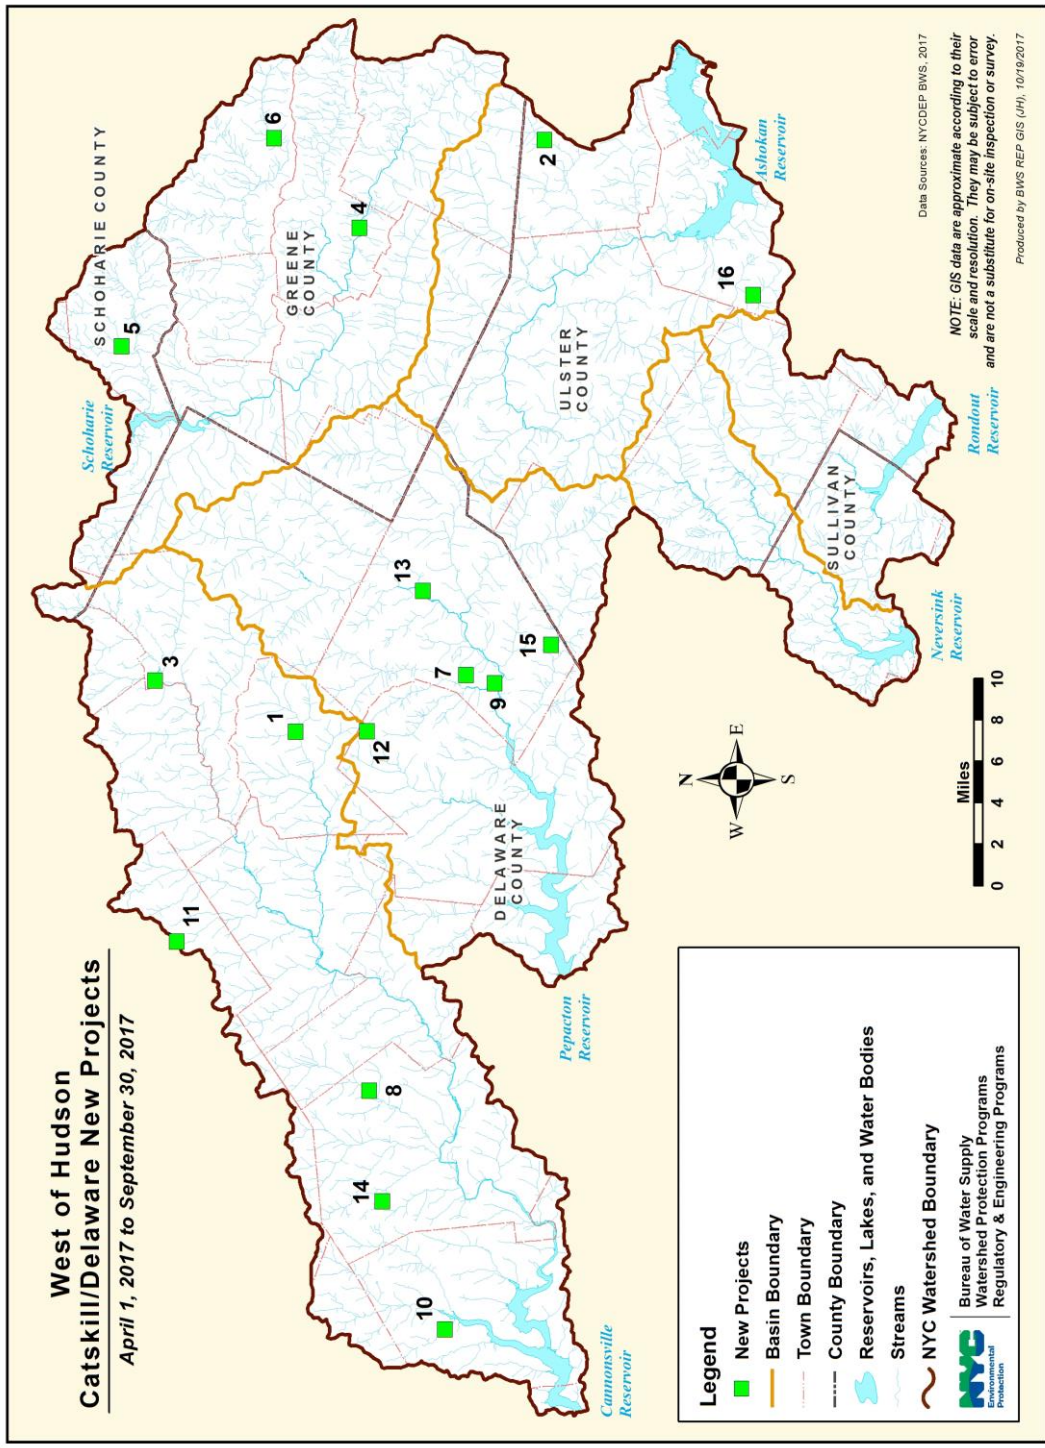 West of Hudson
Catskill/Delaware New Projects
April 1, 2017 to September 30, 2017
SCHOHARIE COUNTY
Schoharie
Reservoir
5
6
GREENE
COUNTY
4
3
11
1
12
13
7
9
15
2
ULSTER
COUNTY
Ashokan
Reservoir
16
8
14
10
DELAWARE
COUNTY
Cannonsville
Reservoir
Pepacton
Reservoir
SULLIVAN
COUNTY
Neversink
Reservoir
Rondout
Reservoir
N
W
E
S
Miles
0
2
4
6
8
10
Legend
New Projects
Basin Boundary
Town Boundary
County Boundary
Reservoirs, Lakes, and Water Bodies
Streams
NYC Watershed Boundary
NYC
Environmental
Protection
Bureau of Water Supply
Watershed Protection Programs
Regulatory & Engineering Programs
Data Sources: NYCDEP BWS, 2017
NOTE: GIS data are approximate according to their
scale and resolution. They may be subject to error
and are not a substitute for on-site inspection or survey.
Produced by BWS REP GIS (JH), 10/19/2017